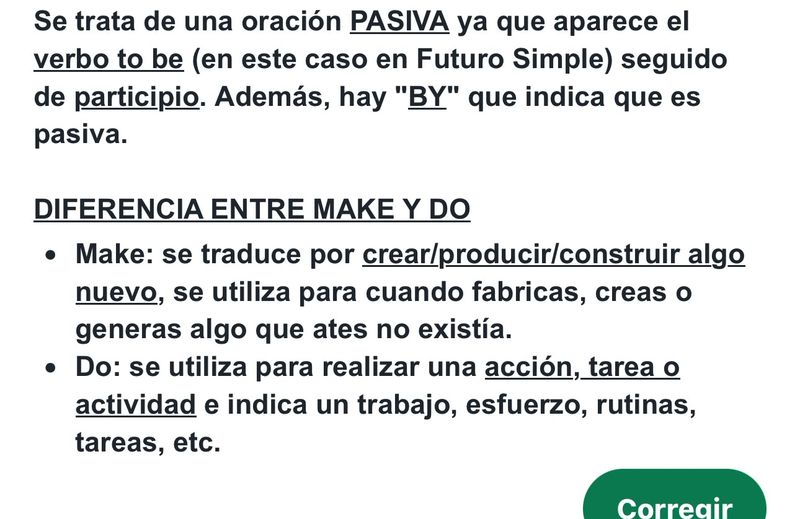 Se trata de una oración PASIVA ya que aparece el
verbo to be (en este caso en Futuro Simple) seguido
de participio. Además, hay "BY" que indica que es
pasiva.
DIFERENCIA ENTRE MAKE Y DO
• Make: se traduce por crear/producir/construir algo
nuevo, se utiliza para cuando fabricas, creas o
generas algo que ates no existía.
• Do: se utiliza para realizar una acción, tarea o
actividad e indica un trabajo, esfuerzo, rutinas,
tareas, etc.
Corregir